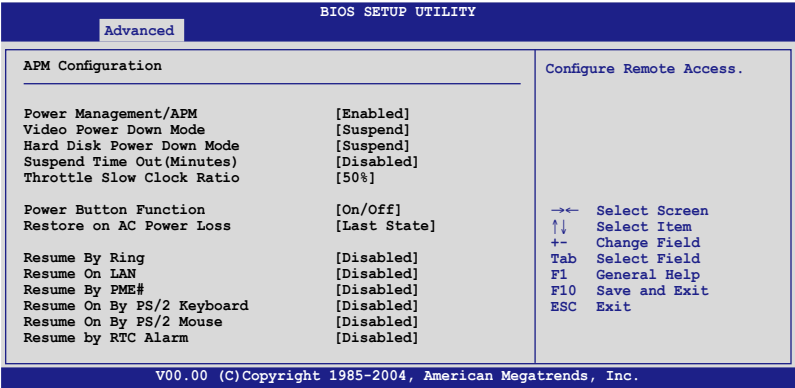 BIOS SETUP UTILITY
Advanced
APM Configuration
Configure Remote Access.
Power Management/APM [Enabled]
Video Power Down Mode [Suspend]
Hard Disk Power Down Mode [Suspend]
Suspend Time Out(Minutes) [Disabled]
Throttle Slow Clock Ratio [50%]
Power Button Function [On/Off]
Restore on AC Power Loss [Last State]
Resume By Ring [Disabled]
Resume On LAN [Disabled]
Resume By PME# [Disabled]
Resume On By PS/2 Keyboard [Disabled]
Resume On By PS/2 Mouse [Disabled]
Resume by RTC Alarm [Disabled]
→← Select Screen
↑↓ Select Item
+- Change Field
Tab Select Field
F1 General Help
F10 Save and Exit
ESC Exit
V00.00 (C)Copyright 1985-2004, American Megatrends, Inc.